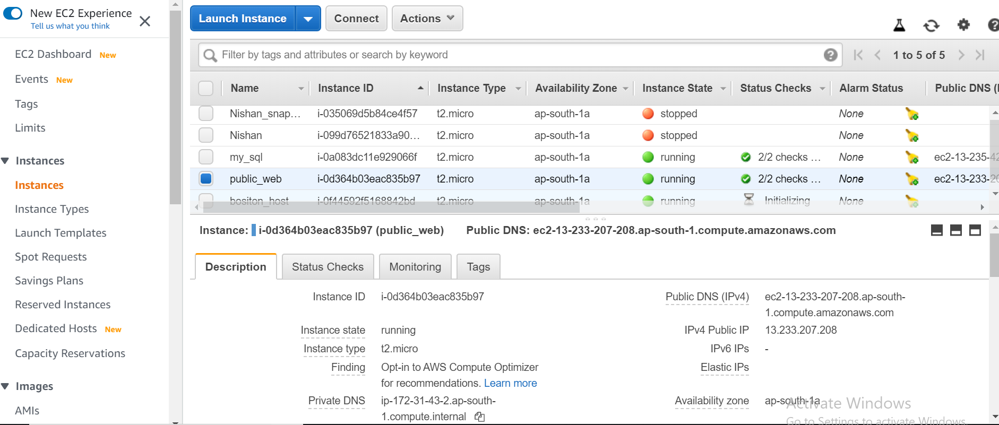 New EC2 Experience
Tell us what you think
EC2 Dashboard New
Events New
Tags
Limits
Instances
Instances
Instance Types
Launch Templates
Spot Requests
Savings Plans
Reserved Instances
Dedicated Hosts New
Capacity Reservations
Images
AMIs
Launch Instance Connect Actions
Filter by tags and attributes or search by keyword 1 to 5 of 5
Name Instance ID Instance Type Availability Zone Instance State Status Checks Alarm Status Public DNS (
Nishan_snap... i-035069d5b84ce4f57 t2.micro ap-south-1a stopped None
Nishan i-099d76521833a90... t2.micro ap-south-1a stopped None
my_sql i-0a083dc11e929066f t2.micro ap-south-1a running 2/2 checks ... None ec2-13-235-42
public_web i-0d364b03eac835b97 t2.micro ap-south-1a running 2/2 checks ... None ec2-13-233-20
bositon_host i-0f44592f5168842bd t2.micro ap-south-1a running Initializing None
Instance: i-0d364b03eac835b97 (public_web) Public DNS: ec2-13-233-207-208.ap-south-1.compute.amazonaws.com
Description Status Checks Monitoring Tags
Instance ID i-0d364b03eac835b97 Public DNS (IPv4) ec2-13-233-207-208.ap-south-
1.compute.amazonaws.com
Instance state running IPv4 Public IP 13.233.207.208
Instance type t2.micro IPv6 IPs -
Finding Opt-in to AWS Compute Optimizer Elastic IPs
for recommendations. Learn more
Private DNS ip-172-31-43-2.ap-south- Availability zone ap-south-1a
1.compute.internal
Activate Windows
Go to Settings to activate Windows.